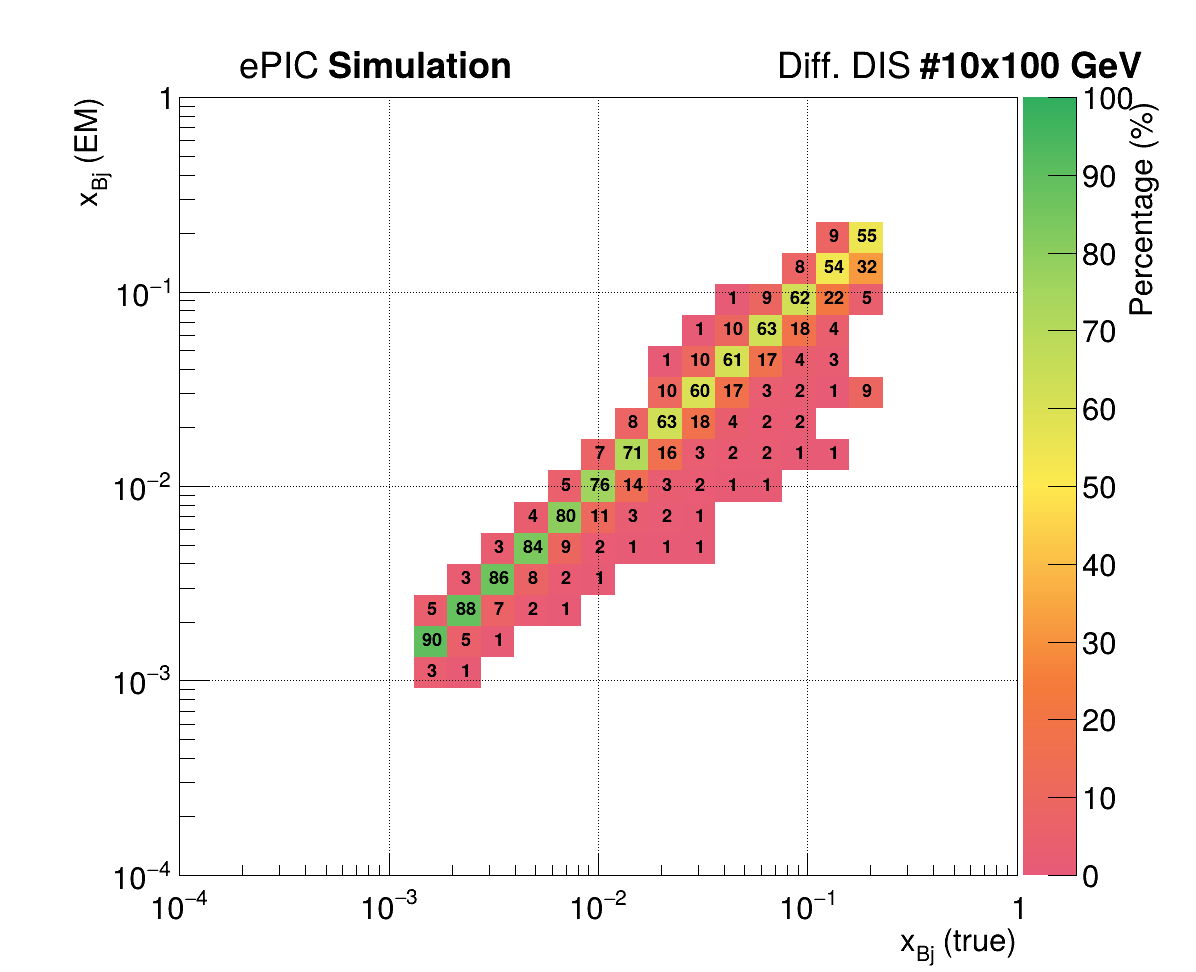 ePIC Simulation
Diff. DIS #10x100 GeV
x_Bj (EM)
Percentage (%)
1
10⁻¹
10⁻²
10⁻³
10⁻⁴
9 55
8 54 32
1 9 62 22 5
1 10 63 18 4
1 10 61 17 4 3
10 60 17 3 2 1 9
8 63 18 4 2 2
7 71 16 3 2 2 1 1
5 76 14 3 2 1 1
4 80 11 3 2 1
3 84 9 2 1 1 1
3 86 8 2 1
5 88 7 2 1
90 5 1
3 1
100
90
80
70
60
50
40
30
20
10
0
10⁻⁴ 10⁻³ 10⁻² 10⁻¹ 1
x_Bj (true)